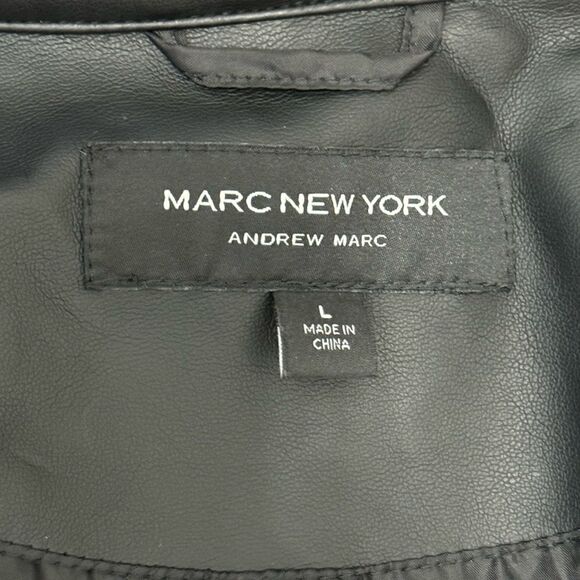 MARC NEW YORK
ANDREW MARC
L
MADE IN
CHINA